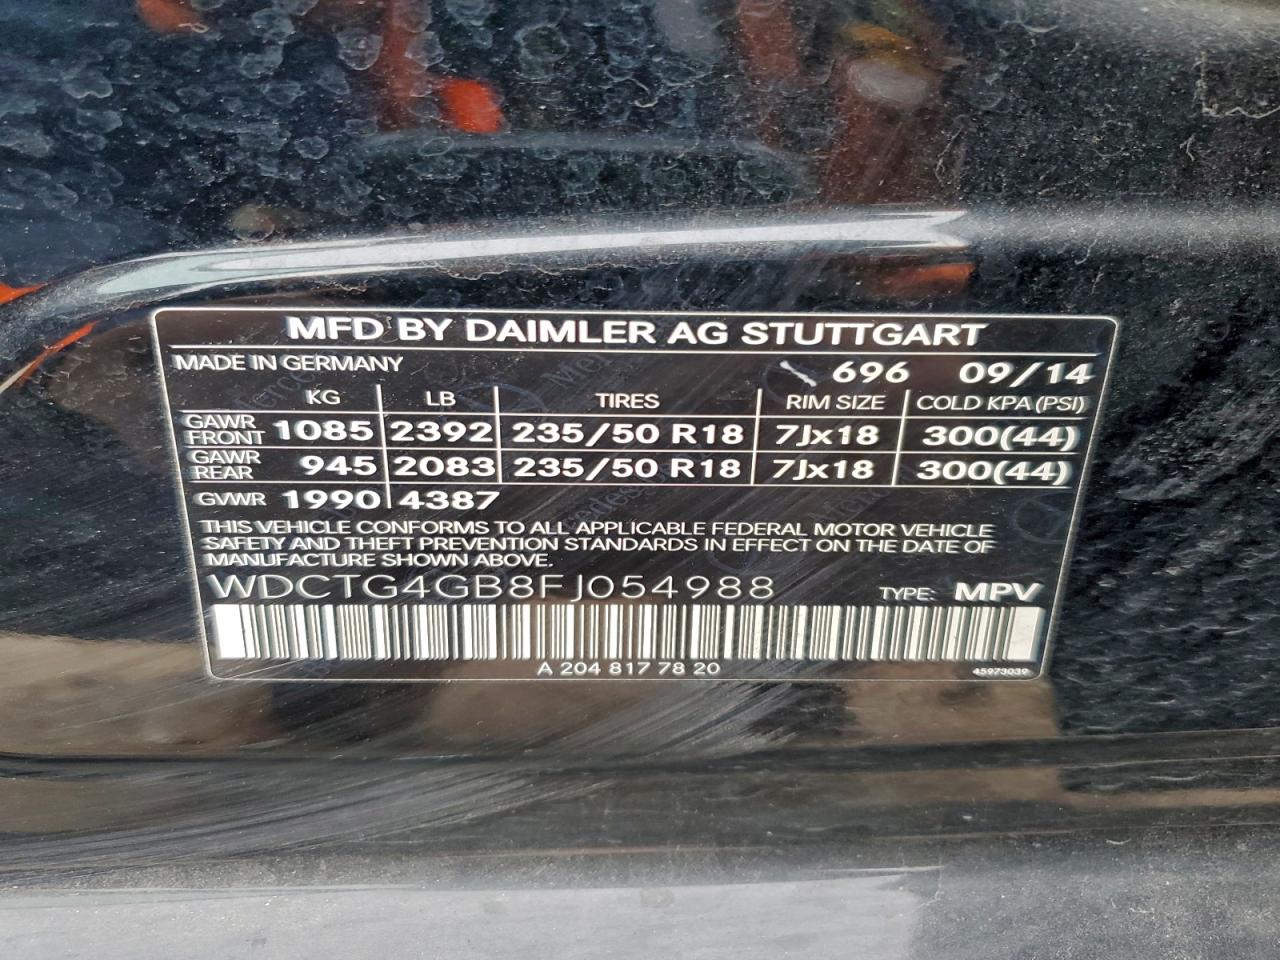 MFD BY DAIMLER AG STUTTGART
MADE IN GERMANY 696 09/14
KG LB TIRES RIM SIZE COLD KPA (PSI)
GAWR FRONT 1085 2392 235/50 R18 7Jx18 300(44)
GAWR REAR 945 2083 235/50 R18 7Jx18 300(44)
GVWR 1990 4387
THIS VEHICLE CONFORMS TO ALL APPLICABLE FEDERAL MOTOR VEHICLE
SAFETY AND THEFT PREVENTION STANDARDS IN EFFECT ON THE DATE OF
MANUFACTURE SHOWN ABOVE.
WDCTG4GB8FJ054988 TYPE: MPV
A 204 817 78 20 45973039